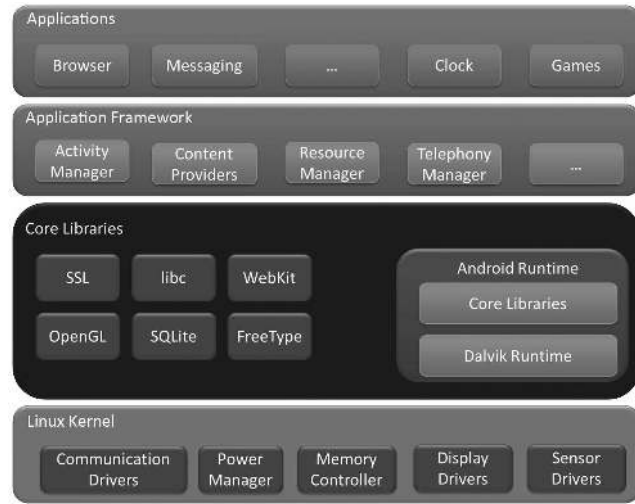 Applications
Browser Messaging ... Clock Games
Application Framework
Activity Manager
Content Providers
Resource Manager
Telephony Manager
...
Core Libraries
SSL libc WebKit
OpenGL SQLite FreeType
Android Runtime
Core Libraries
Dalvik Runtime
Linux Kernel
Communication Drivers
Power Manager
Memory Controller
Display Drivers
Sensor Drivers